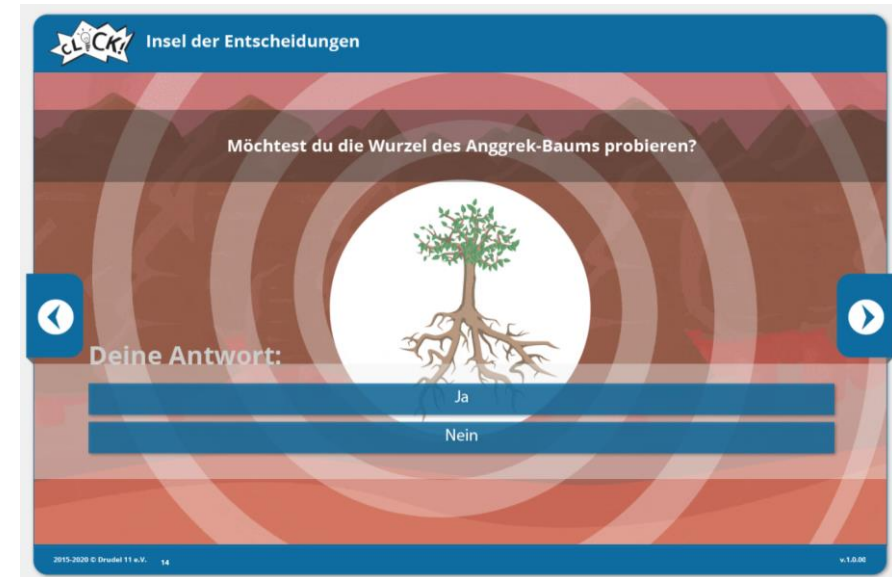 CLICK!
Insel der Entscheidungen
Möchtest du die Wurzel des Anggrek-Baums probieren?
Deine Antwort:
Ja
Nein
2015-2020 © Drudel 11 e.V. 14
v.1.0.00